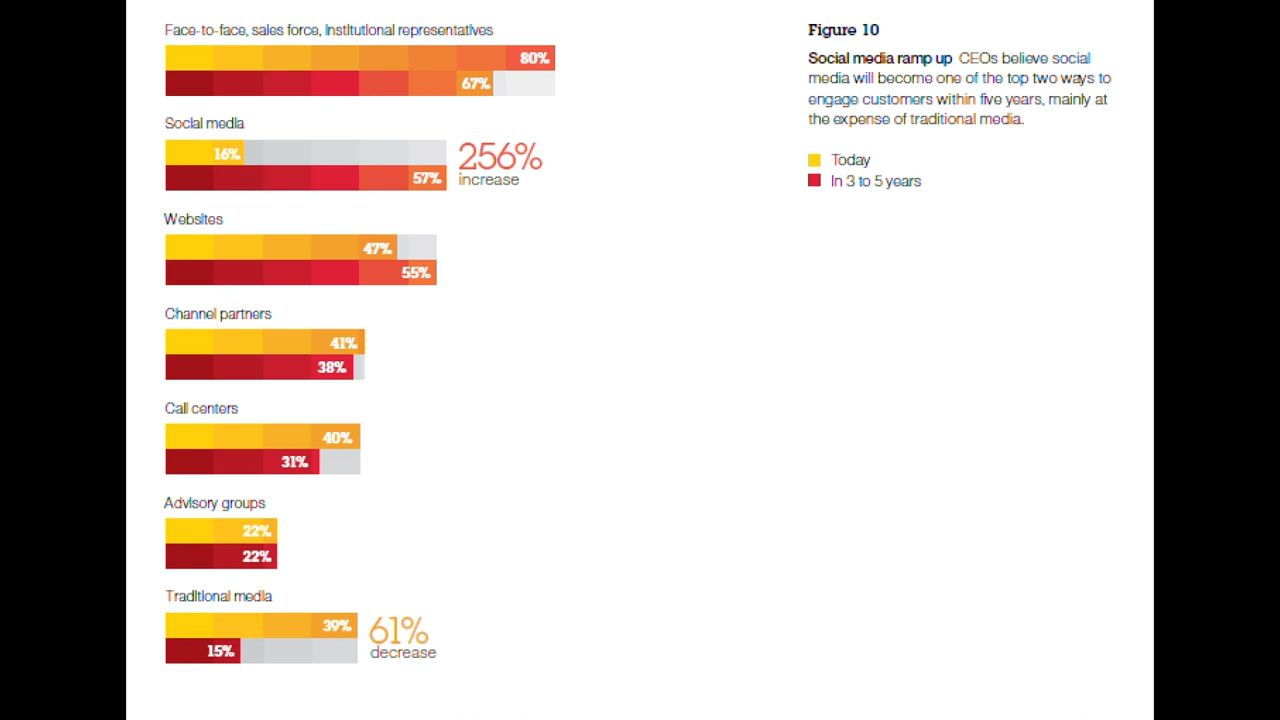 Face-to-face, sales force, institutional representatives
80%
67%
Social media
16%
57%
256%
increase
Websites
47%
55%
Channel partners
41%
38%
Call centers
40%
31%
Advisory groups
22%
22%
Traditional media
39%
15%
61%
decrease
Figure 10
Social media ramp up CEOs believe social
media will become one of the top two ways to
engage customers within five years, mainly at
the expense of traditional media.
Today
In 3 to 5 years